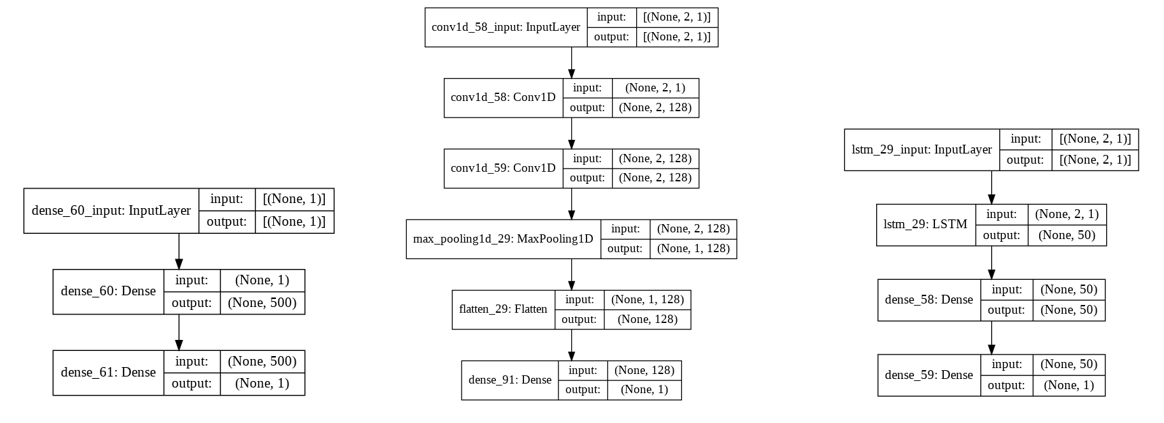 dense_60_input: InputLayer
input: [(None, 1)]
output: [(None, 1)]
dense_60: Dense
input: (None, 1)
output: (None, 500)
dense_61: Dense
input: (None, 500)
output: (None, 1)
conv1d_58_input: InputLayer
input: [(None, 2, 1)]
output: [(None, 2, 1)]
conv1d_58: Conv1D
input: (None, 2, 1)
output: (None, 2, 128)
conv1d_59: Conv1D
input: (None, 2, 128)
output: (None, 2, 128)
max_pooling1d_29: MaxPooling1D
input: (None, 2, 128)
output: (None, 1, 128)
flatten_29: Flatten
input: (None, 1, 128)
output: (None, 128)
dense_91: Dense
input: (None, 128)
output: (None, 1)
lstm_29_input: InputLayer
input: [(None, 2, 1)]
output: [(None, 2, 1)]
lstm_29: LSTM
input: (None, 2, 1)
output: (None, 50)
dense_58: Dense
input: (None, 50)
output: (None, 50)
dense_59: Dense
input: (None, 50)
output: (None, 1)